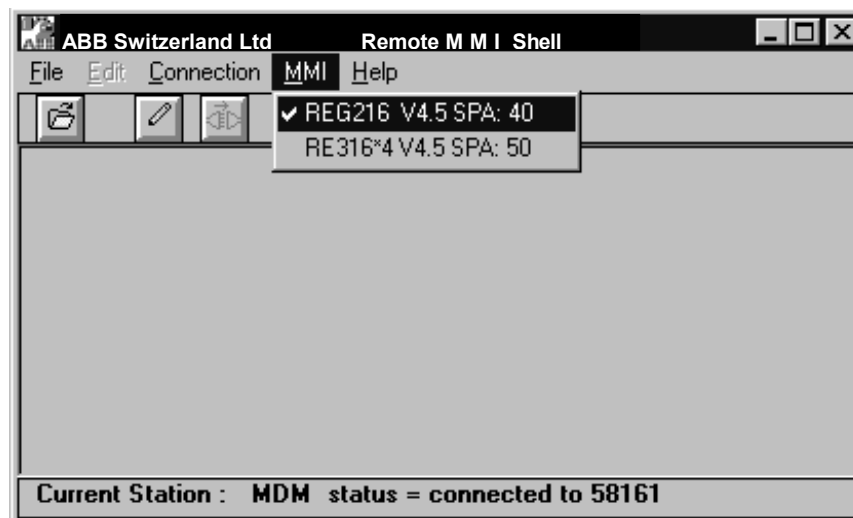 ABB Switzerland Ltd Remote M M I Shell
File Edit Connection MMI Help
REG216 V4.5 SPA: 40
RE316*4 V4.5 SPA: 50
Current Station : MDM status = connected to 58161